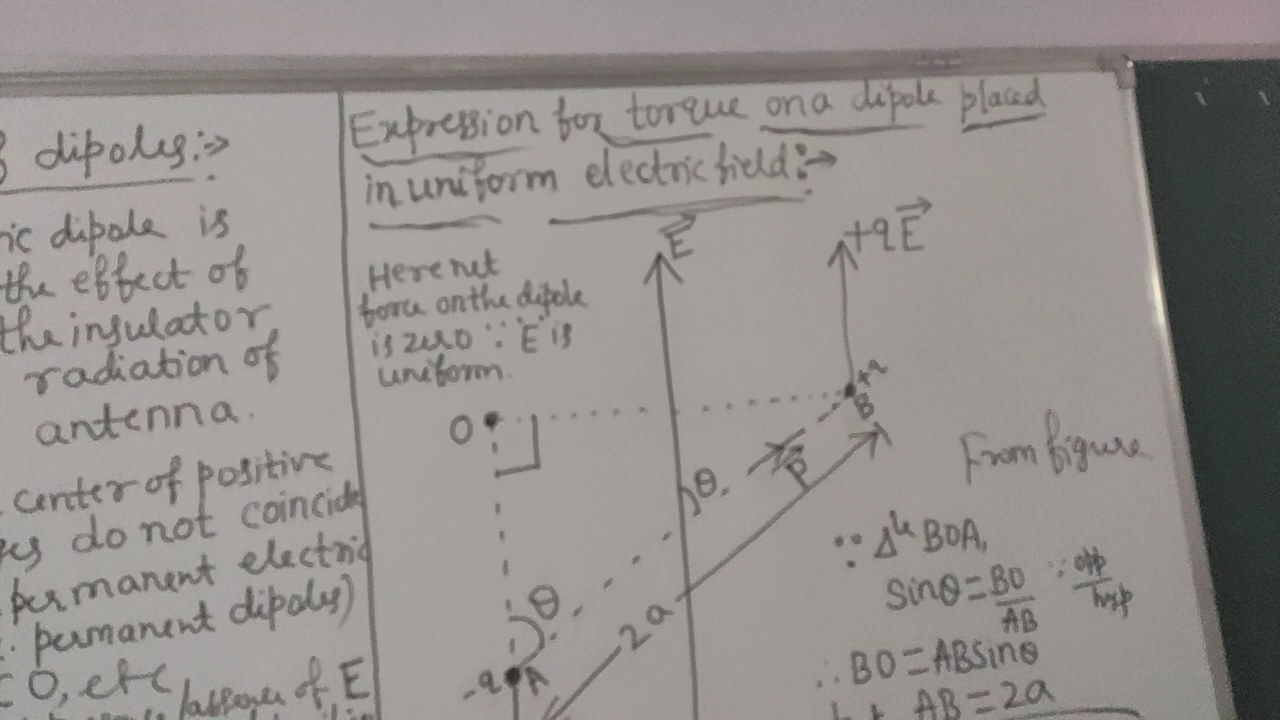 dipoles:->
ric dipole is
the effect of
the insulator,
radiation of
antenna.
center of positive
do not coincide
permanent electric
permanent dipoles)
O, etc
of E
Expression for torque on a dipole placed
in uniform electric field:->
Here net
force on the dipole
is zero ∵ 'E' is
uniform.
E⃗
+qE⃗
O
+q
B
θ
p⃗
θ
2a
-q
A
From figure
∵ Δle BOA,
Sinθ = BO/AB ∵ opp/hyp
∴ BO = AB sinθ
AB = 2a